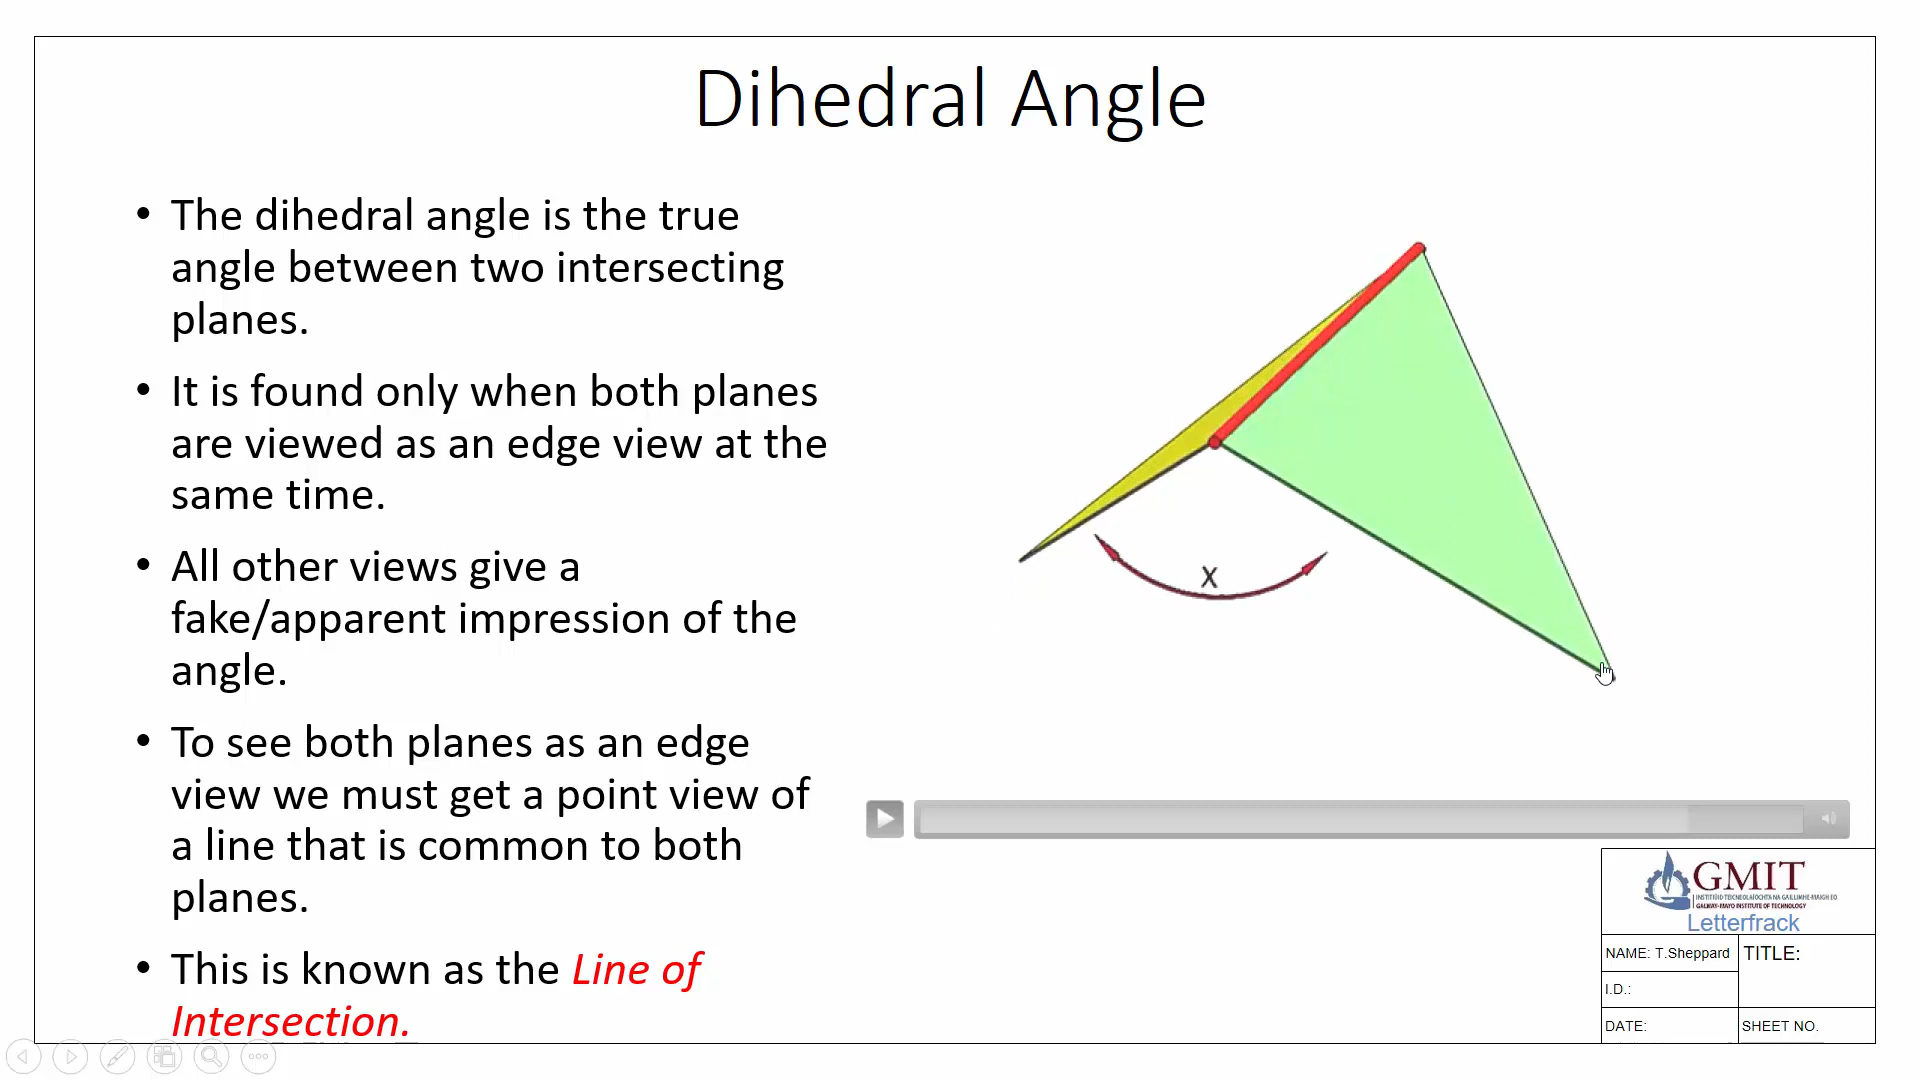 Dihedral Angle
• The dihedral angle is the true
angle between two intersecting
planes.
• It is found only when both planes
are viewed as an edge view at the
same time.
• All other views give a
fake/apparent impression of the
angle.
• To see both planes as an edge
view we must get a point view of
a line that is common to both
planes.
• This is known as the Line of
Intersection.
X
GMIT
INSTITIÚID TEICNEOLAÍOCHTA NA GAILLIMHE-MAIGH EO
GALWAY-MAYO INSTITUTE OF TECHNOLOGY
Letterfrack
NAME: T.Sheppard
TITLE:
I.D.:
DATE:
SHEET NO.